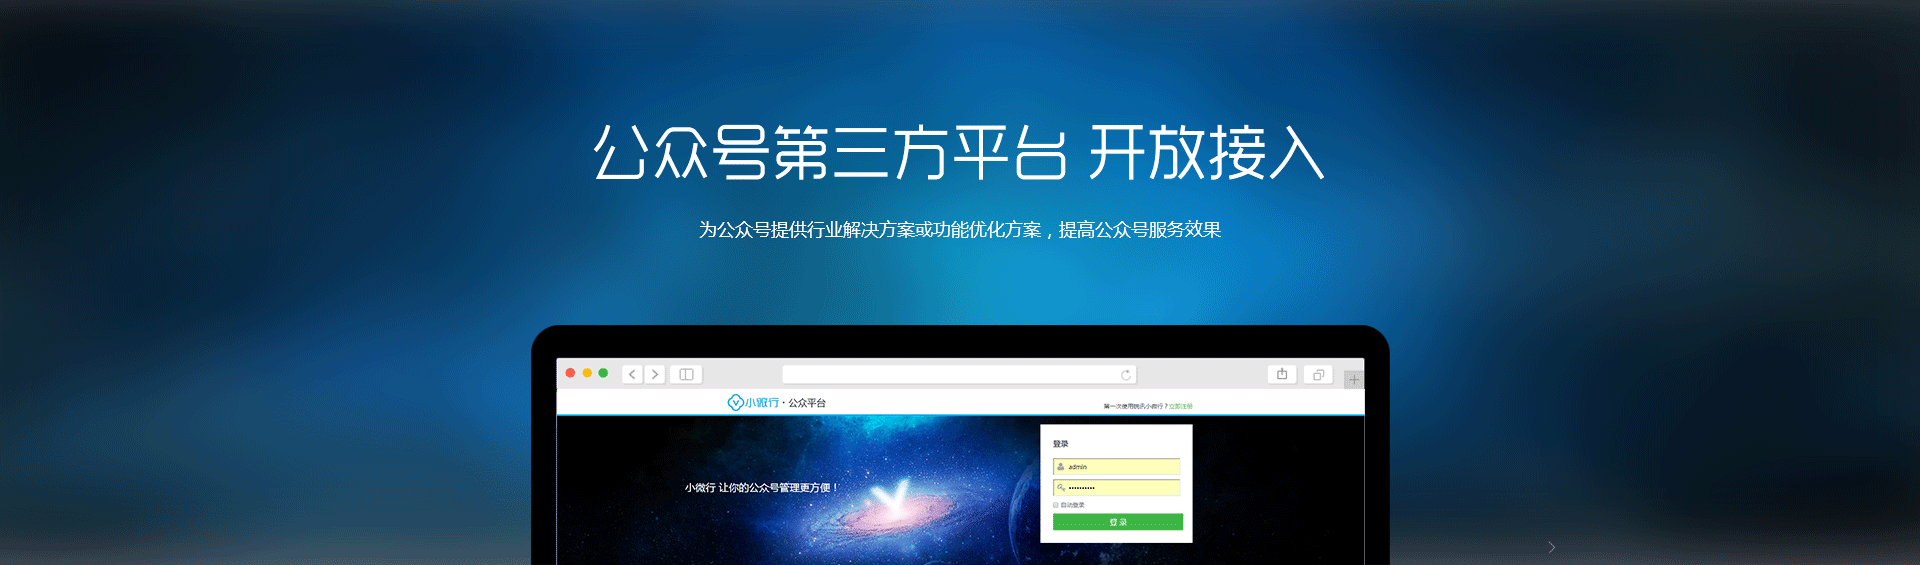 公众号第三方平台 开放接入
为公众号提供行业解决方案或功能优化方案，提高公众号服务效果
小微行·公众平台
第一次使用腾讯小微行？立即注册
登录
admin
小微行 让你的公众号管理更方便！
••••••••••
自动登录
登 录